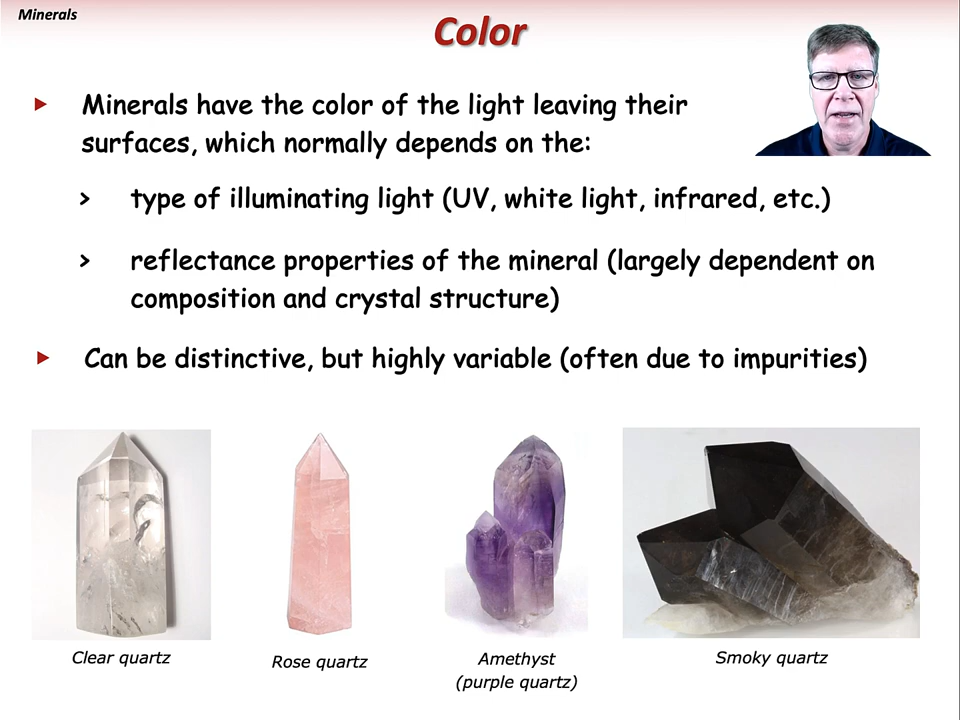 Minerals
Color
Minerals have the color of the light leaving their
surfaces, which normally depends on the:
> type of illuminating light (UV, white light, infrared, etc.)
> reflectance properties of the mineral (largely dependent on
composition and crystal structure)
Can be distinctive, but highly variable (often due to impurities)
Clear quartz
Rose quartz
Amethyst
(purple quartz)
Smoky quartz